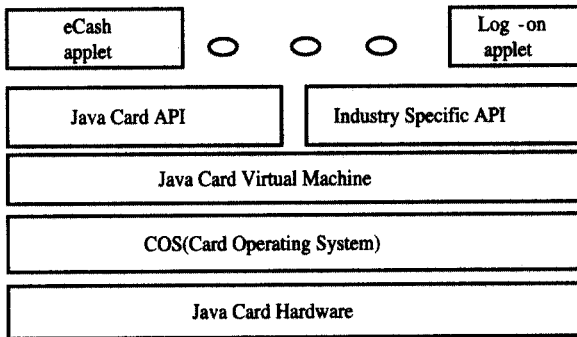 eCash
applet
Log -on
applet
Java Card API
Industry Specific API
Java Card Virtual Machine
COS(Card Operating System)
Java Card Hardware